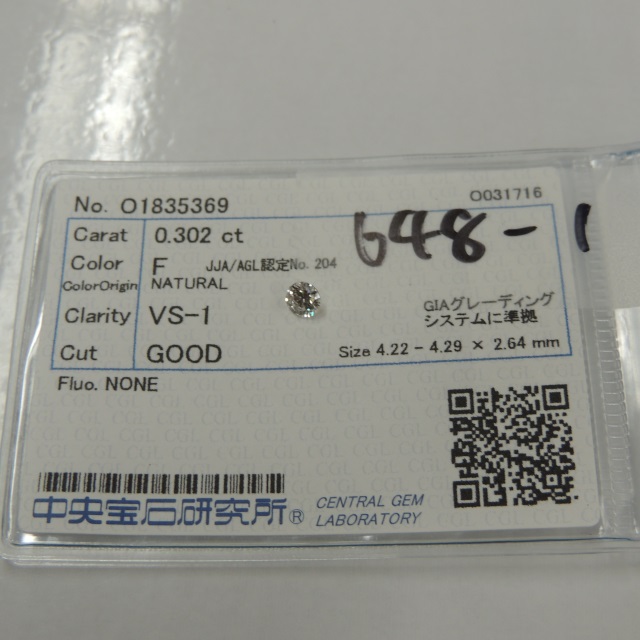 No. O1835369 O031716
Carat 0.302 ct 648-1
Color F JJA/AGL認定No. 204
ColorOrigin NATURAL
Clarity VS-1 GIAグレーディング
システムに準拠
Cut GOOD Size 4.22 - 4.29 × 2.64 mm
Fluo. NONE
中央宝石研究所® CENTRAL GEM
LABORATORY